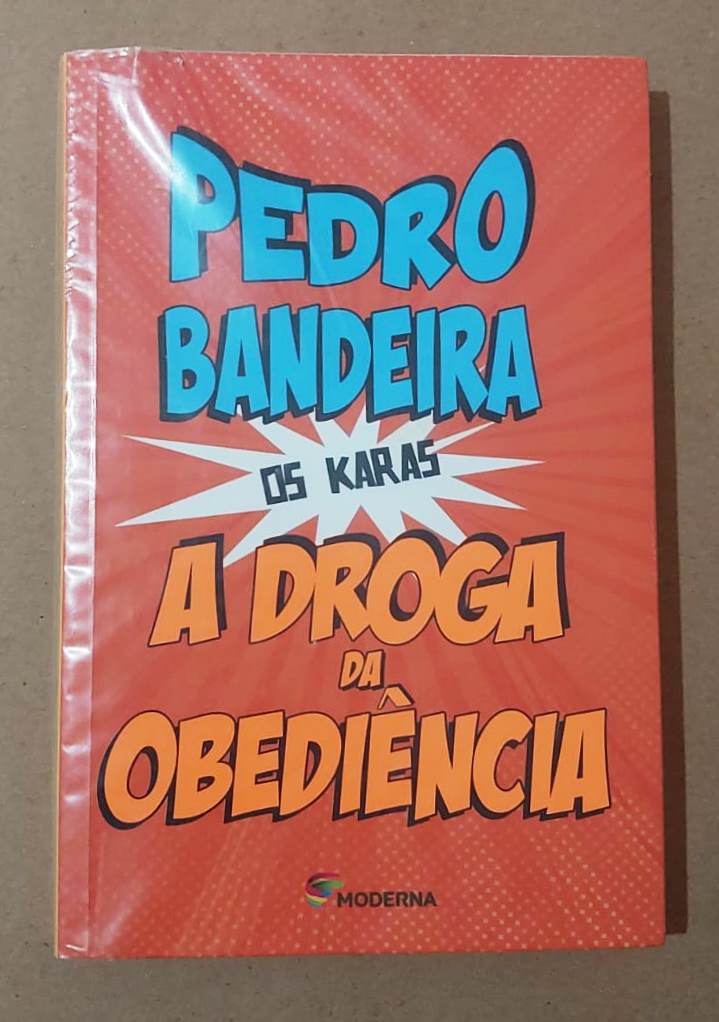 PEDRO
BANDEIRA
OS KARAS
A DROGA
DA
OBEDIÊNCIA
MODERNA